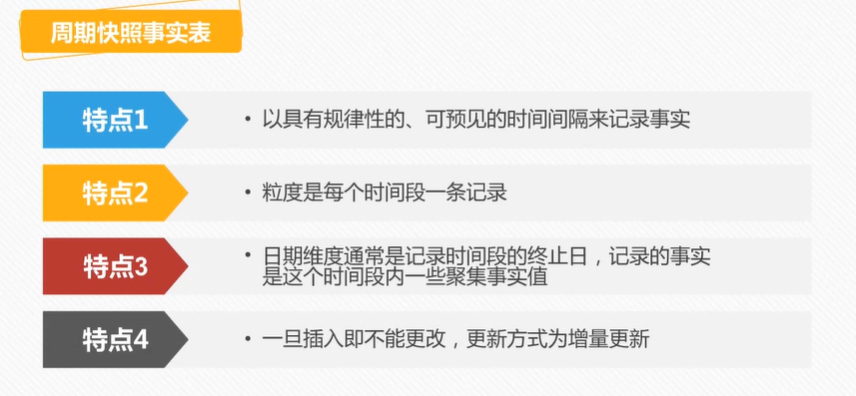 周期快照事实表
特点1
• 以具有规律性的、可预见的时间间隔来记录事实
特点2
• 粒度是每个时间段一条记录
特点3
• 日期维度通常是记录时间段的终止日，记录的事实
是这个时间段内一些聚集事实值
特点4
• 一旦插入即不能更改，更新方式为增量更新